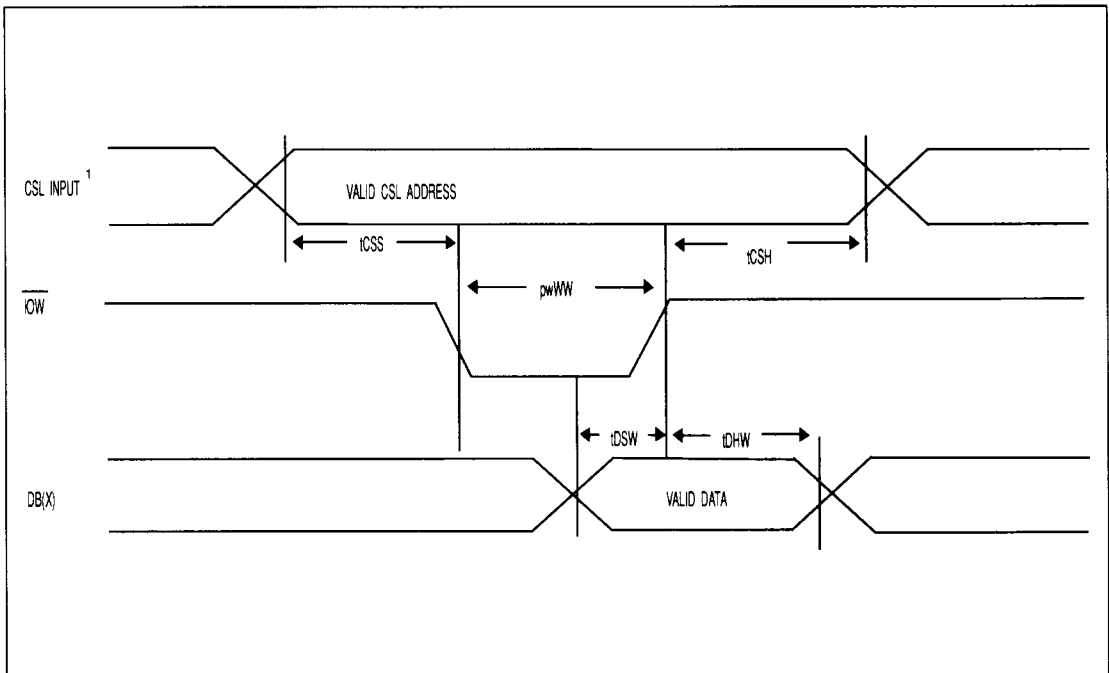 CSL INPUT 1
VALID CSL ADDRESS
tCSS
tCSH
pwWW
IOW
tDSW
tDHW
DB(X)
VALID DATA